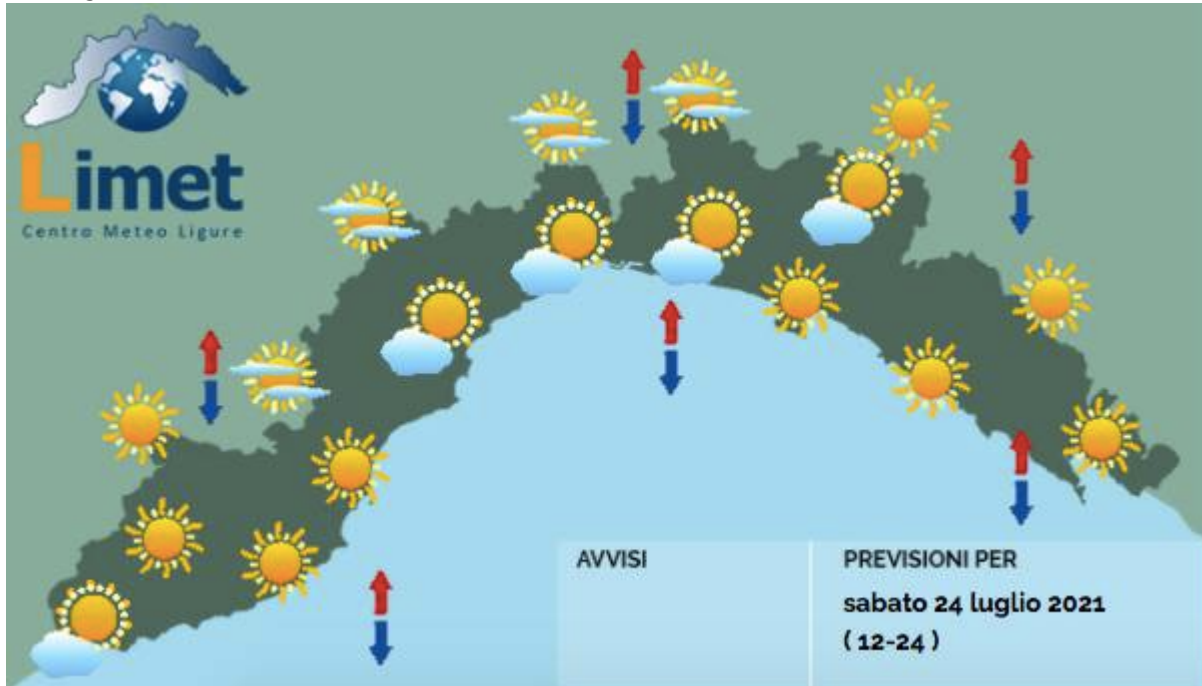 Limet
Centro Meteo Ligure
AVVISI
PREVISIONI PER
sabato 24 luglio 2021
( 12-24 )